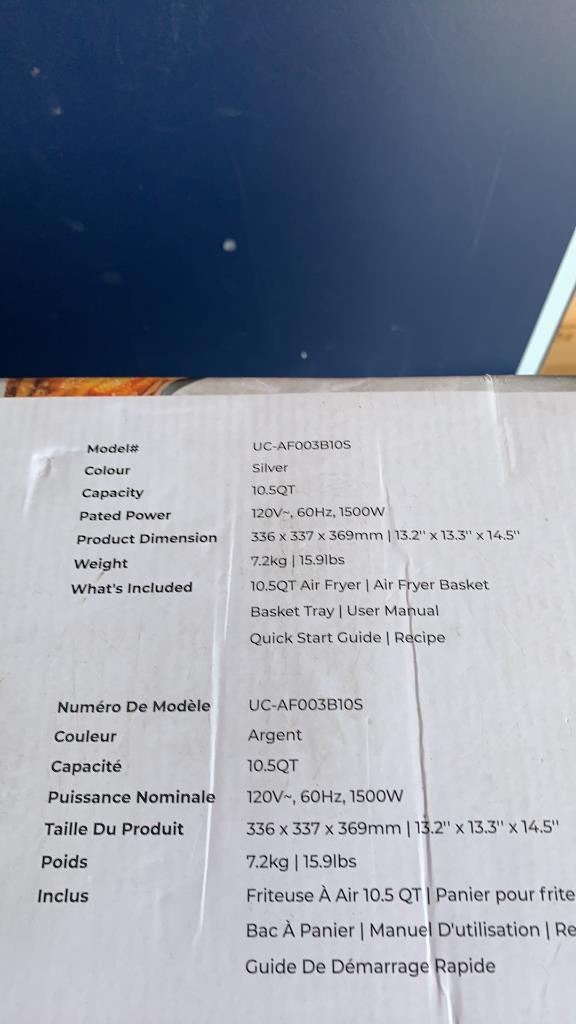 Model# UC-AF003B10S
Colour Silver
Capacity 10.5QT
Pated Power 120V~, 60Hz, 1500W
Product Dimension 336 x 337 x 369mm | 13.2'' x 13.3'' x 14.5''
Weight 7.2kg | 15.9lbs
What's Included 10.5QT Air Fryer | Air Fryer Basket
Basket Tray | User Manual
Quick Start Guide | Recipe
Numéro De Modèle UC-AF003B10S
Couleur Argent
Capacité 10.5QT
Puissance Nominale 120V~, 60Hz, 1500W
Taille Du Produit 336 x 337 x 369mm | 13.2'' x 13.3'' x 14.5''
Poids 7.2kg | 15.9lbs
Inclus Friteuse À Air 10.5 QT | Panier pour frite
Bac À Panier | Manuel D'utilisation | Re
Guide De Démarrage Rapide